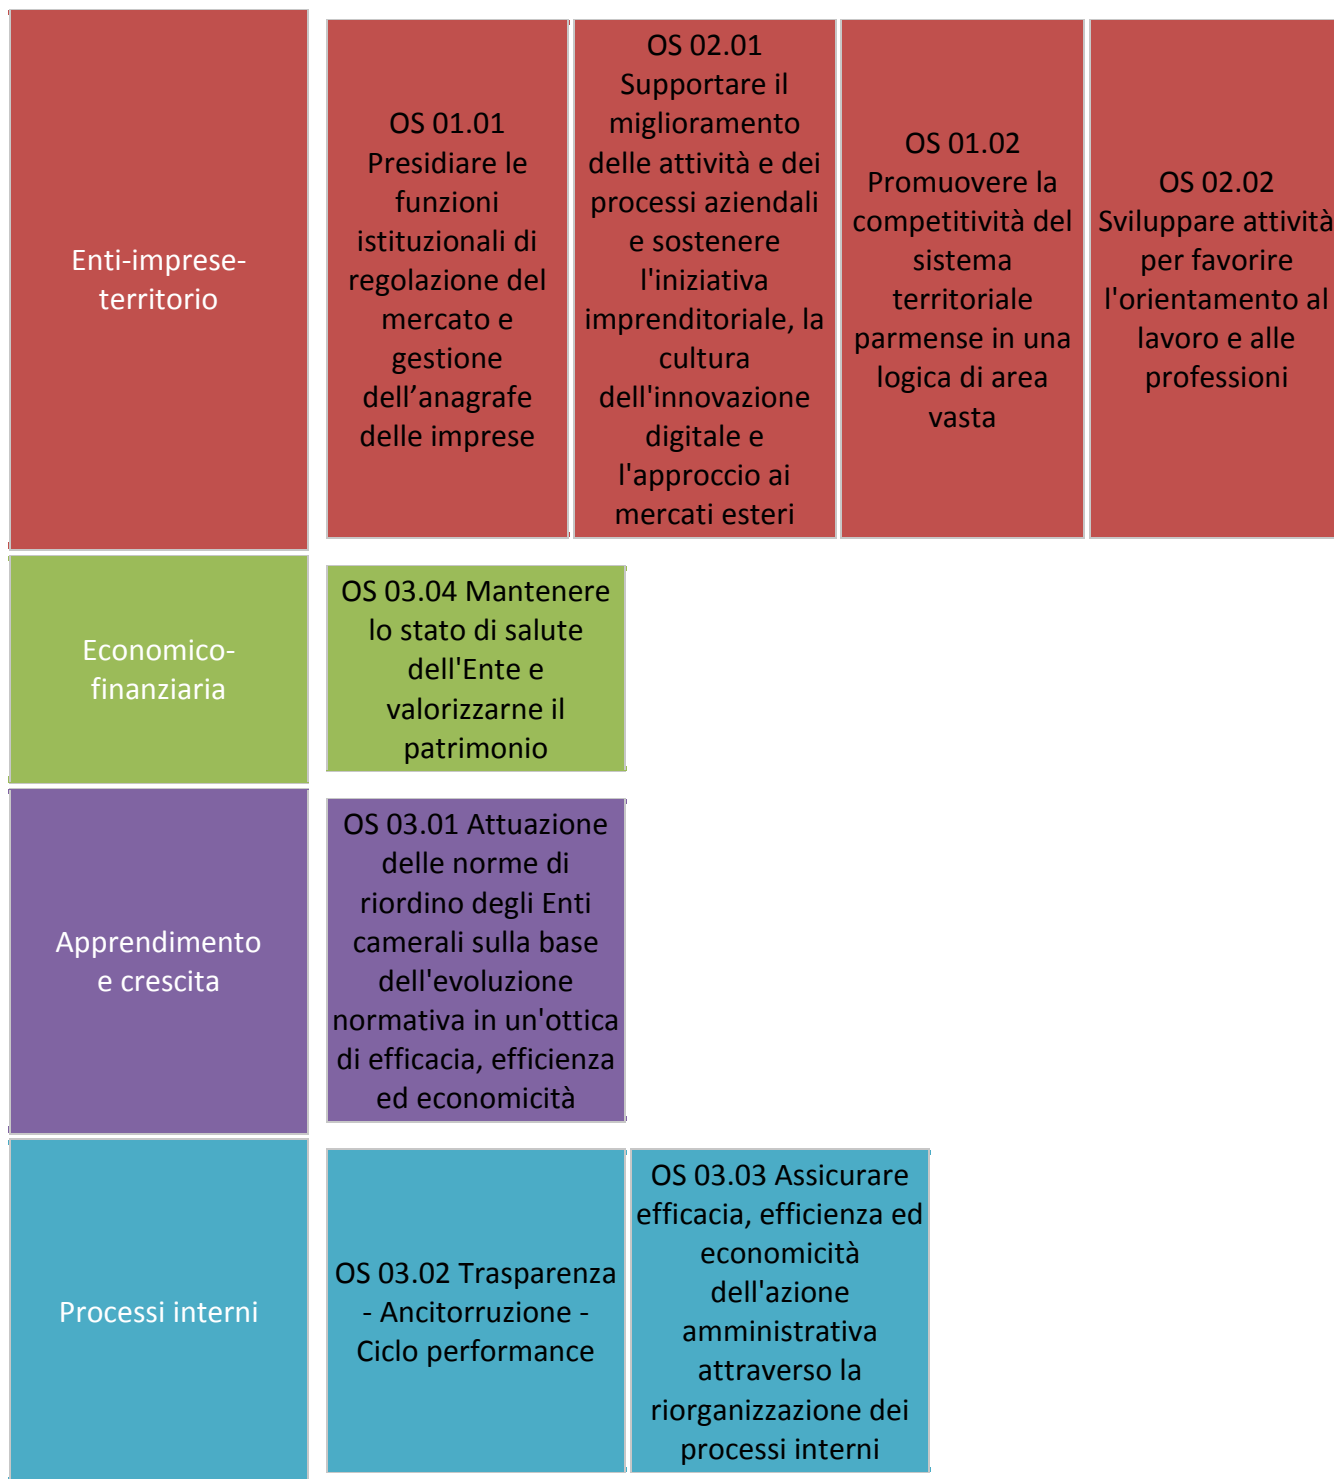 Enti-imprese-
territorio
OS 01.01
Presidiare le
funzioni
istituzionali di
regolazione del
mercato e
gestione
dell’anagrafe
delle imprese
OS 02.01
Supportare il
miglioramento
delle attività e dei
processi aziendali
e sostenere
l'iniziativa
imprenditoriale, la
cultura
dell'innovazione
digitale e
l'approccio ai
mercati esteri
OS 01.02
Promuovere la
competitività del
sistema
territoriale
parmense in una
logica di area
vasta
OS 02.02
Sviluppare attività
per favorire
l'orientamento al
lavoro e alle
professioni
Economico-
finanziaria
OS 03.04 Mantenere
lo stato di salute
dell'Ente e
valorizzarne il
patrimonio
Apprendimento
e crescita
OS 03.01 Attuazione
delle norme di
riordino degli Enti
camerali sulla base
dell'evoluzione
normativa in un'ottica
di efficacia, efficienza
ed economicità
Processi interni
OS 03.02 Trasparenza
- Ancitorruzione -
Ciclo performance
OS 03.03 Assicurare
efficacia, efficienza ed
economicità
dell'azione
amministrativa
attraverso la
riorganizzazione dei
processi interni